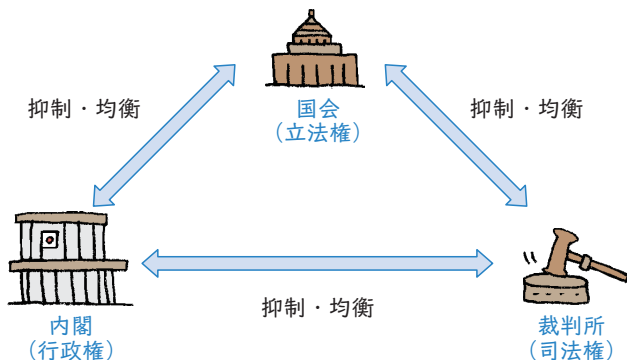 国会
(立法権)
抑制・均衡
抑制・均衡
抑制・均衡
内閣
(行政権)
裁判所
(司法権)